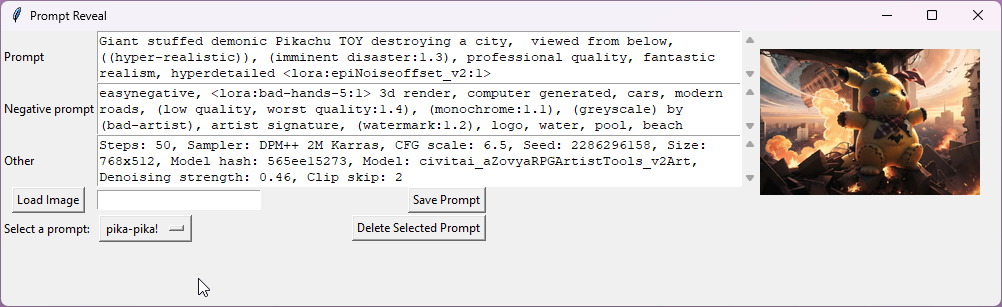 Prompt Reveal
Prompt
Giant stuffed demonic Pikachu TOY destroying a city,  viewed from below,
((hyper-realistic)), (imminent disaster:1.3), professional quality, fantastic
realism, hyperdetailed <lora:epiNoiseoffset_v2:1>
Negative prompt
easynegative, <lora:bad-hands-5:1> 3d render, computer generated, cars, modern
roads, (low quality, worst quality:1.4), (monochrome:1.1), (greyscale) by
(bad-artist), artist signature, (watermark:1.2), logo, water, pool, beach
Other
Steps: 50, Sampler: DPM++ 2M Karras, CFG scale: 6.5, Seed: 2286296158, Size:
768x512, Model hash: 565ee15273, Model: civitai_aZovyaRPGArtistTools_v2Art,
Denoising strength: 0.46, Clip skip: 2
Load Image
Save Prompt
Select a prompt:
pika-pika!
Delete Selected Prompt